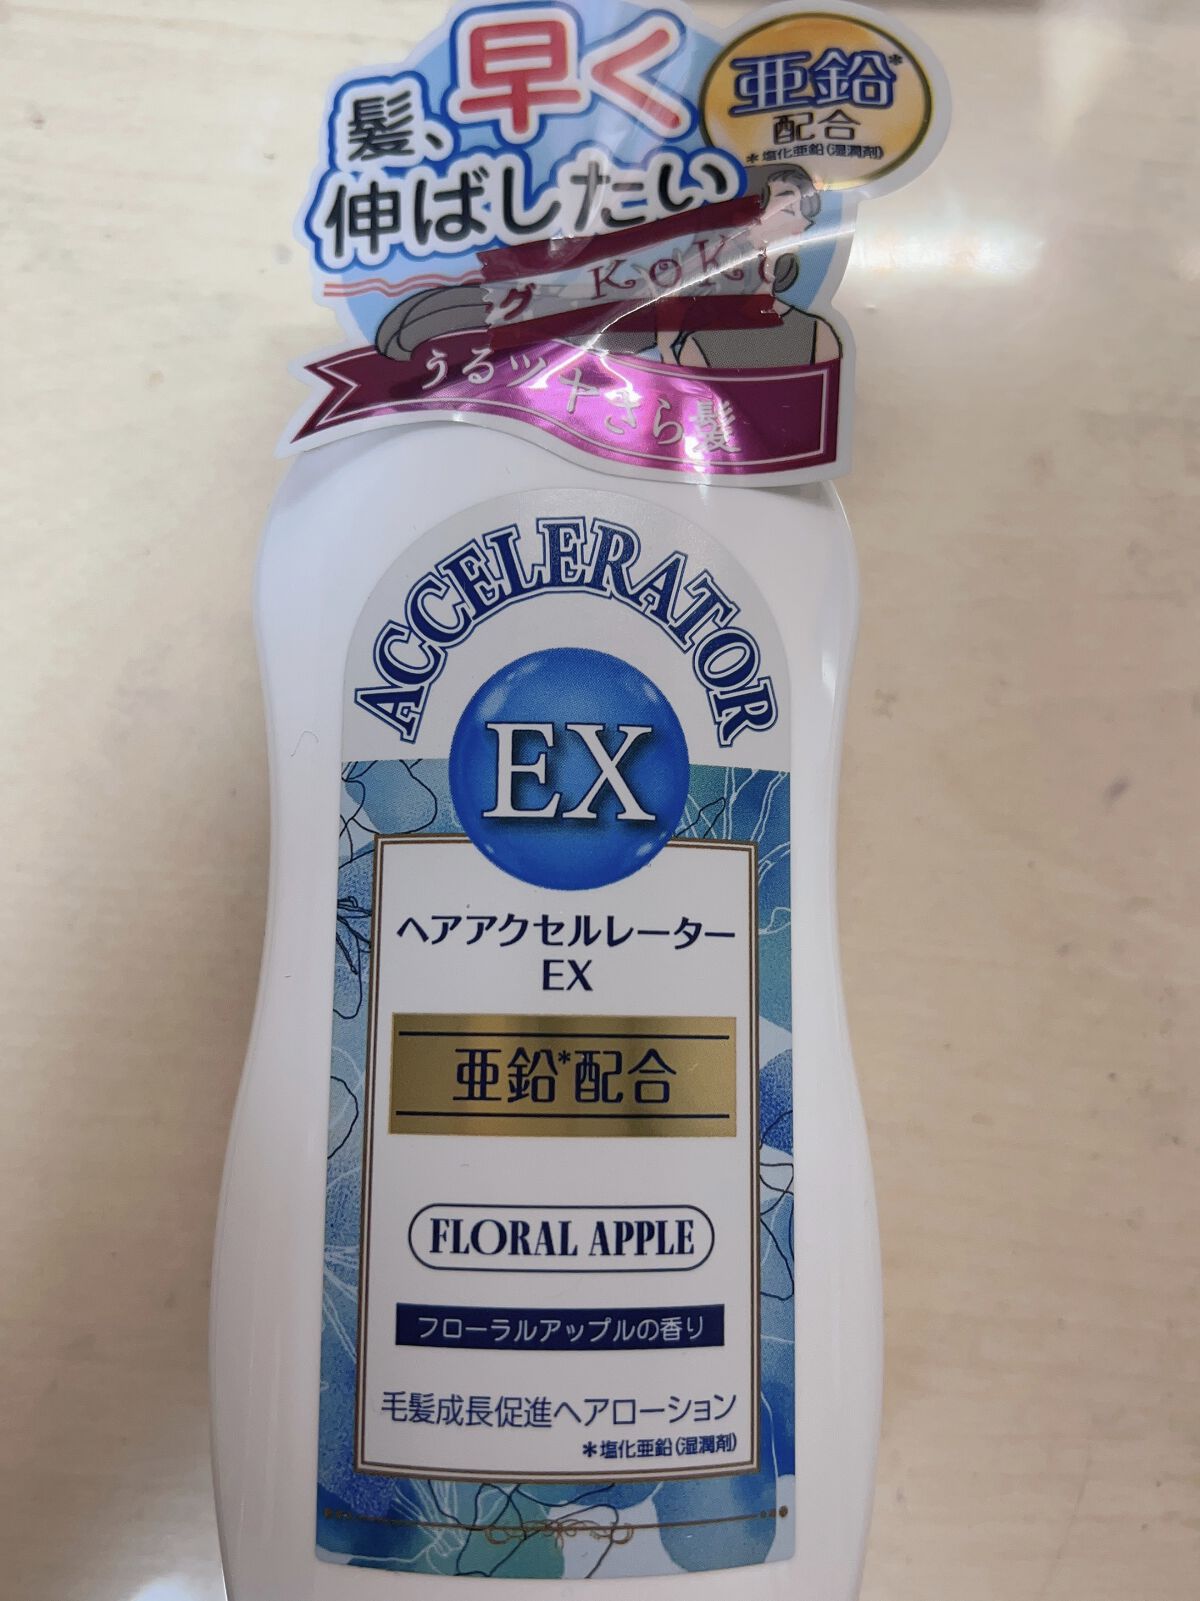 髪、早く
伸ばしたい
亜鉛*
配合
*塩化亜鉛(湿潤剤)
グ KoK
うるツヤさら髪
ACCELERATOR
EX
ヘアアクセルレーター
EX
亜鉛*配合
FLORAL APPLE
フローラルアップルの香り
毛髪成長促進ヘアローション
*塩化亜鉛(湿潤剤)